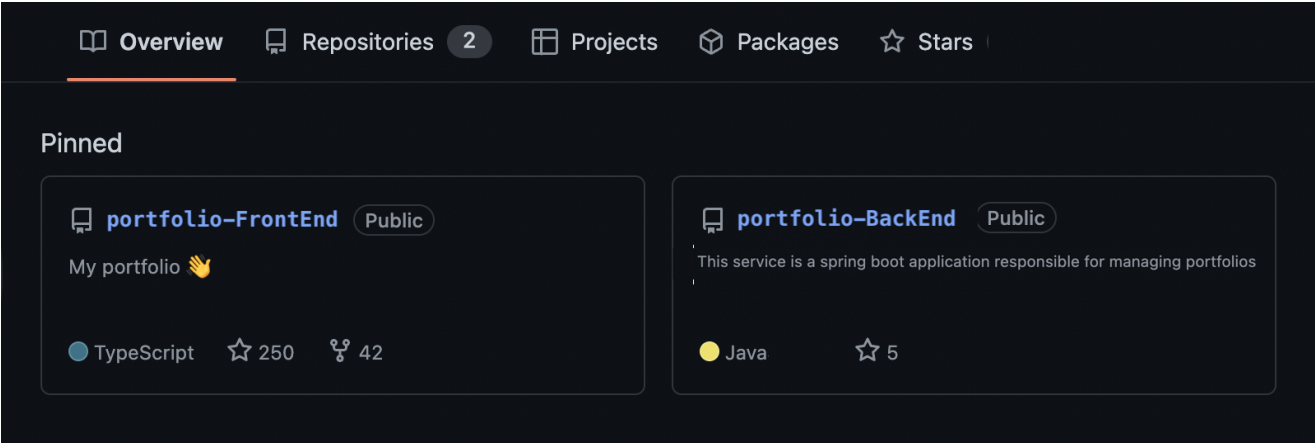 Overview Repositories 2 Projects Packages Stars
Pinned
portfolio-FrontEnd Public
My portfolio 👋
TypeScript 250 42
portfolio-BackEnd Public
This service is a spring boot application responsible for managing portfolios
Java 5